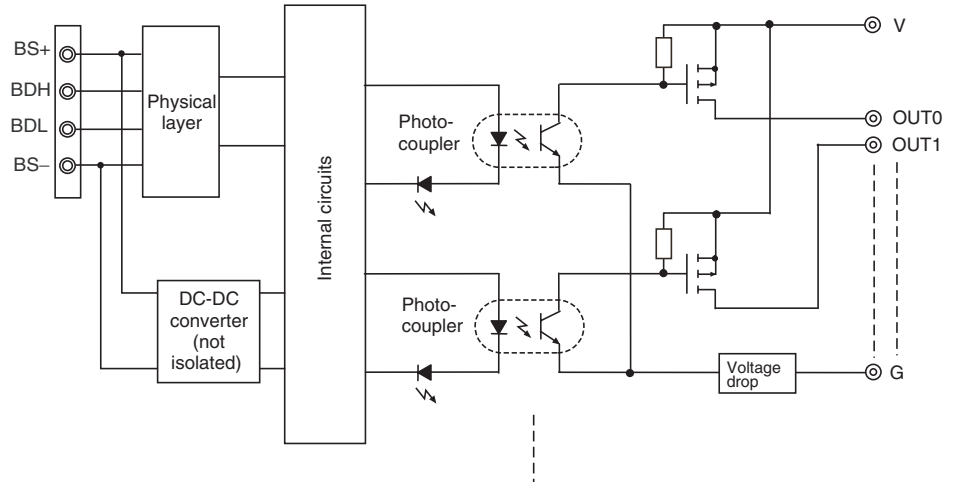 BS+
BDH
BDL
BS–
Physical
layer
DC-DC
converter
(not
isolated)
Internal circuits
Photo-
coupler
Photo-
coupler
V
OUT0
OUT1
Voltage
drop
G